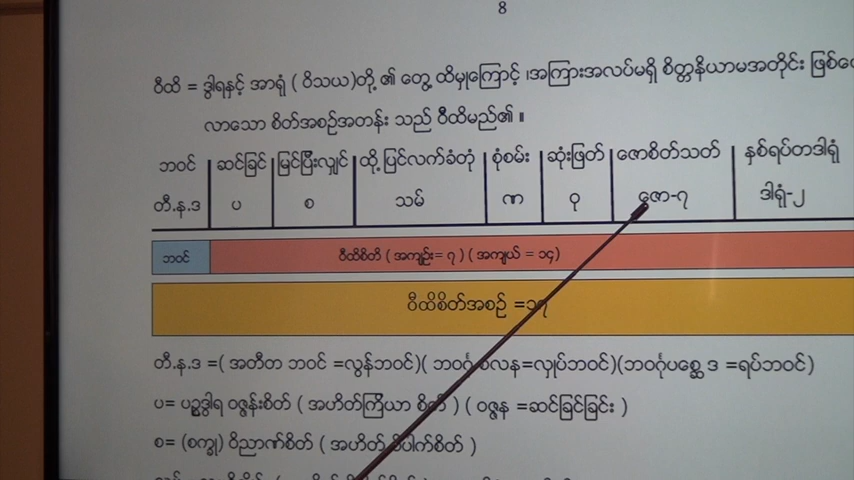 8
ဝီထိ = ဒွါရနှင့် အာရုံ ( ဝိသယ)တို့ ၏ တွေ့ ထိမှုကြောင့် ၊အကြားအလပ်မရှိ စိတ္တနိယာမအတိုင်း
လာသော စိတ်အစဉ်အတန်း သည် ဝီထိမည်၏ ။
ဘဝင် ဆင်ခြင် မြင်ပြီးလျှင် ထို့ ပြင်လက်ခံတုံ စုံစမ်း ဆုံးဖြတ် ဇောစိတ်သတ် နှစ်ရပ်တဒါရုံ
တီ.န.ဒ ပ စ သမ် ဏ ဝု ဇော-၇ ဒါရုံ-၂
ဘဝင် ဝီထိစိတ် ( အကျဉ်း= ၇ ) ( အကျယ် = ၁၄)
ဝီထိစိတ်အစဉ် =၁၇
တီ.န.ဒ =( အတီတ ဘဝင် =လွန်ဘဝင်)( ဘဝင်္ဂ စလန=လှုပ်ဘဝင်)(ဘဝင်္ဂုပစ္ဆေ ဒ =ရပ်ဘဝင်)
ပ= ပဉ္စဒွါရ ဝဇ္ဇန်းစိတ် ( အဟိတ်ကြိယာ စိတ် ) ( ဝဇ္ဇန =ဆင်ခြင်ခြင်း )
စ= (စက္ခု) ဝိညာဏ်စိတ် ( အဟိတ် ဝိပါက်စိတ် )